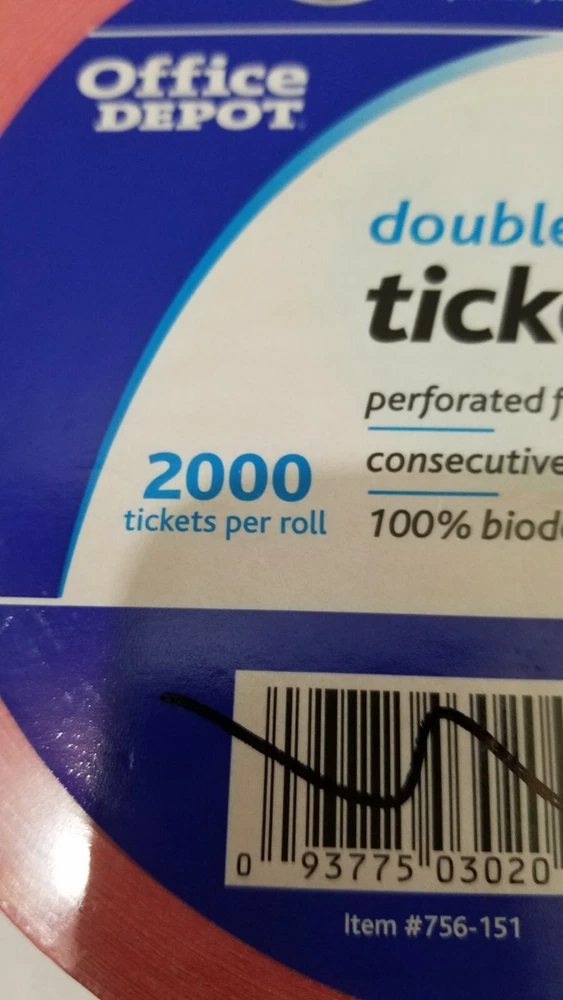 Office
DEPOT
double
tick
perforated f
consecutive
100% biod
2000
tickets per roll
0 93775 03020
Item #756-151